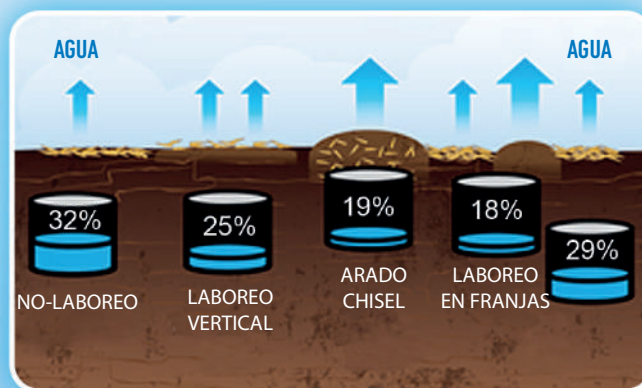 AGUA
AGUA
32%
25%
19%
18%
29%
NO-LABOREO
LABOREO
VERTICAL
ARADO
CHISEL
LABOREO
EN FRANJAS